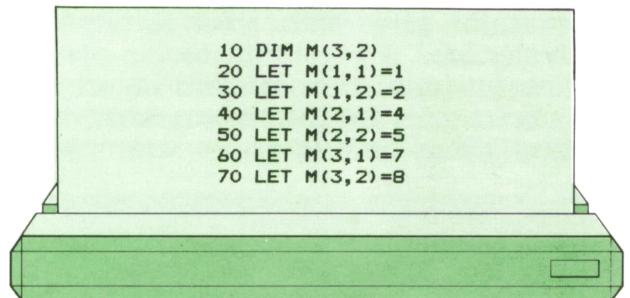 10 DIM M(3,2)
20 LET M(1,1)=1
30 LET M(1,2)=2
40 LET M(2,1)=4
50 LET M(2,2)=5
60 LET M(3,1)=7
70 LET M(3,2)=8